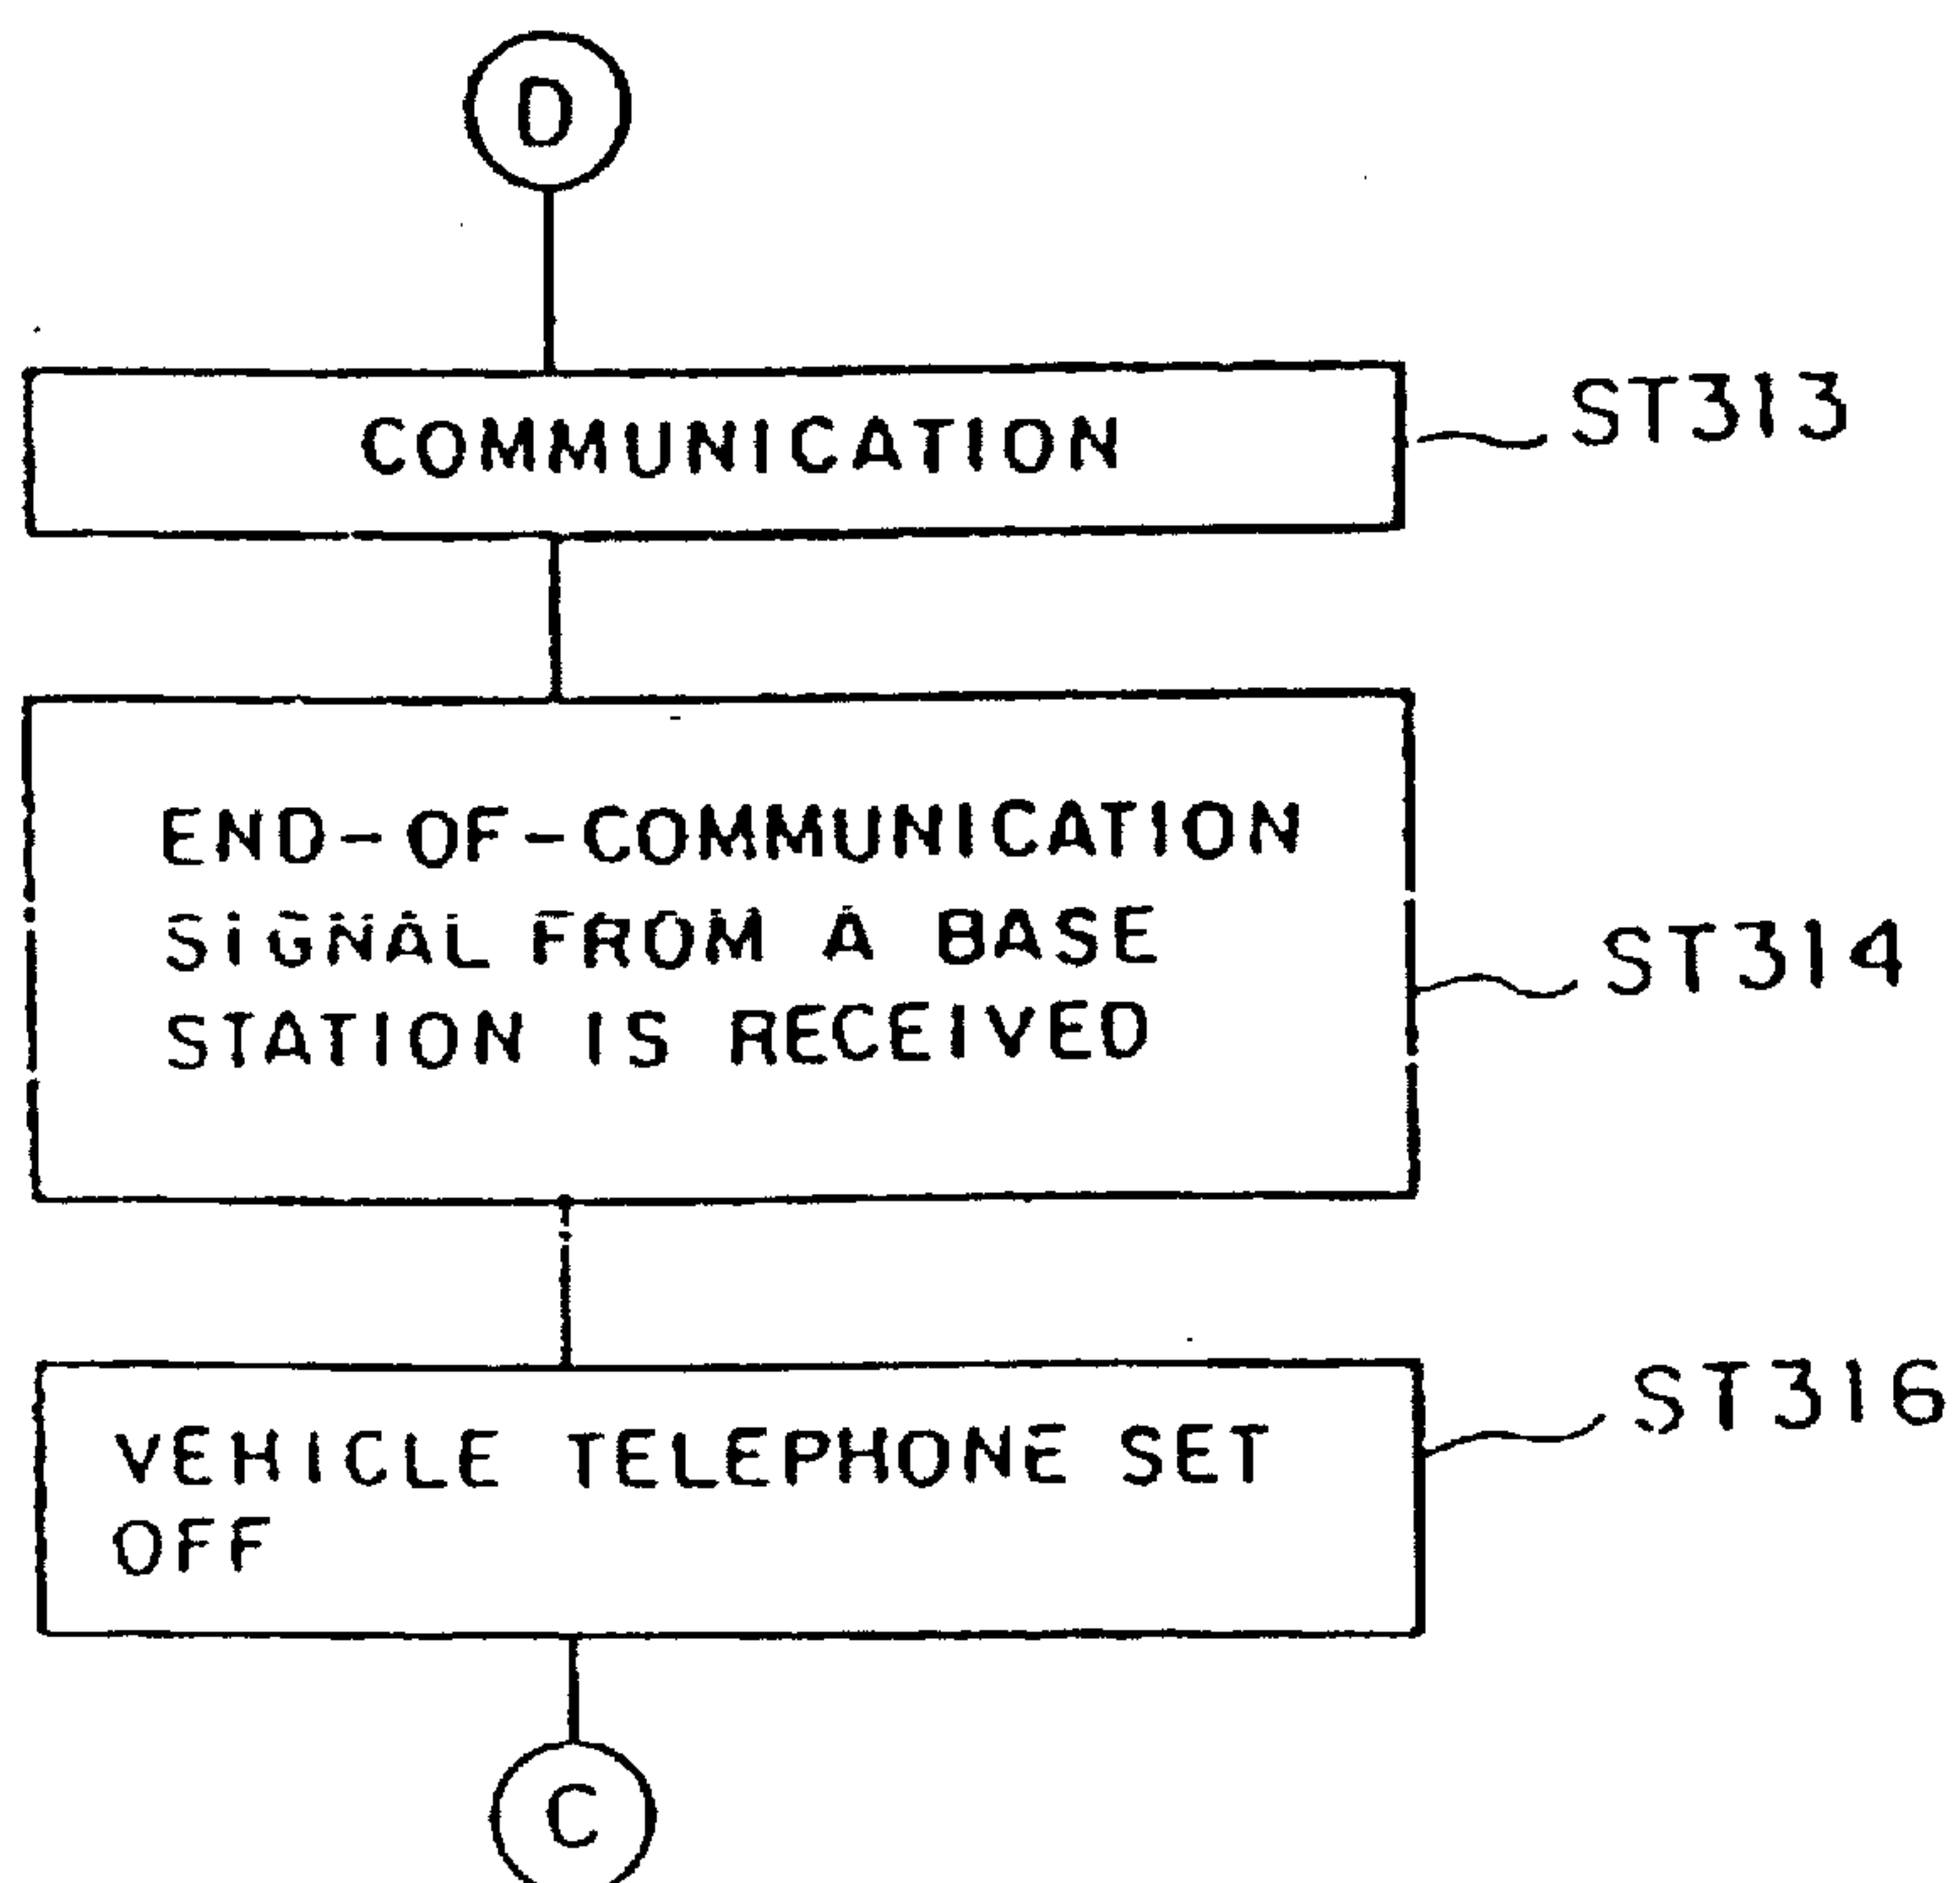 D
COMMUNICATION
ST313
END-OF-COMMUNICATION
SIGNAL FROM A BASE
STATION IS RECEIVED
ST314
VEHICLE TELEPHONE SET
OFF
ST316
C